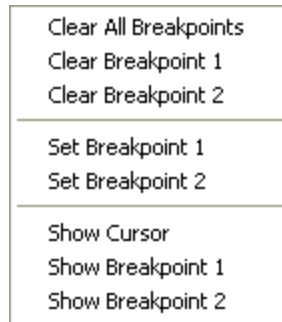 Clear All Breakpoints
Clear Breakpoint 1
Clear Breakpoint 2
Set Breakpoint 1
Set Breakpoint 2
Show Cursor
Show Breakpoint 1
Show Breakpoint 2